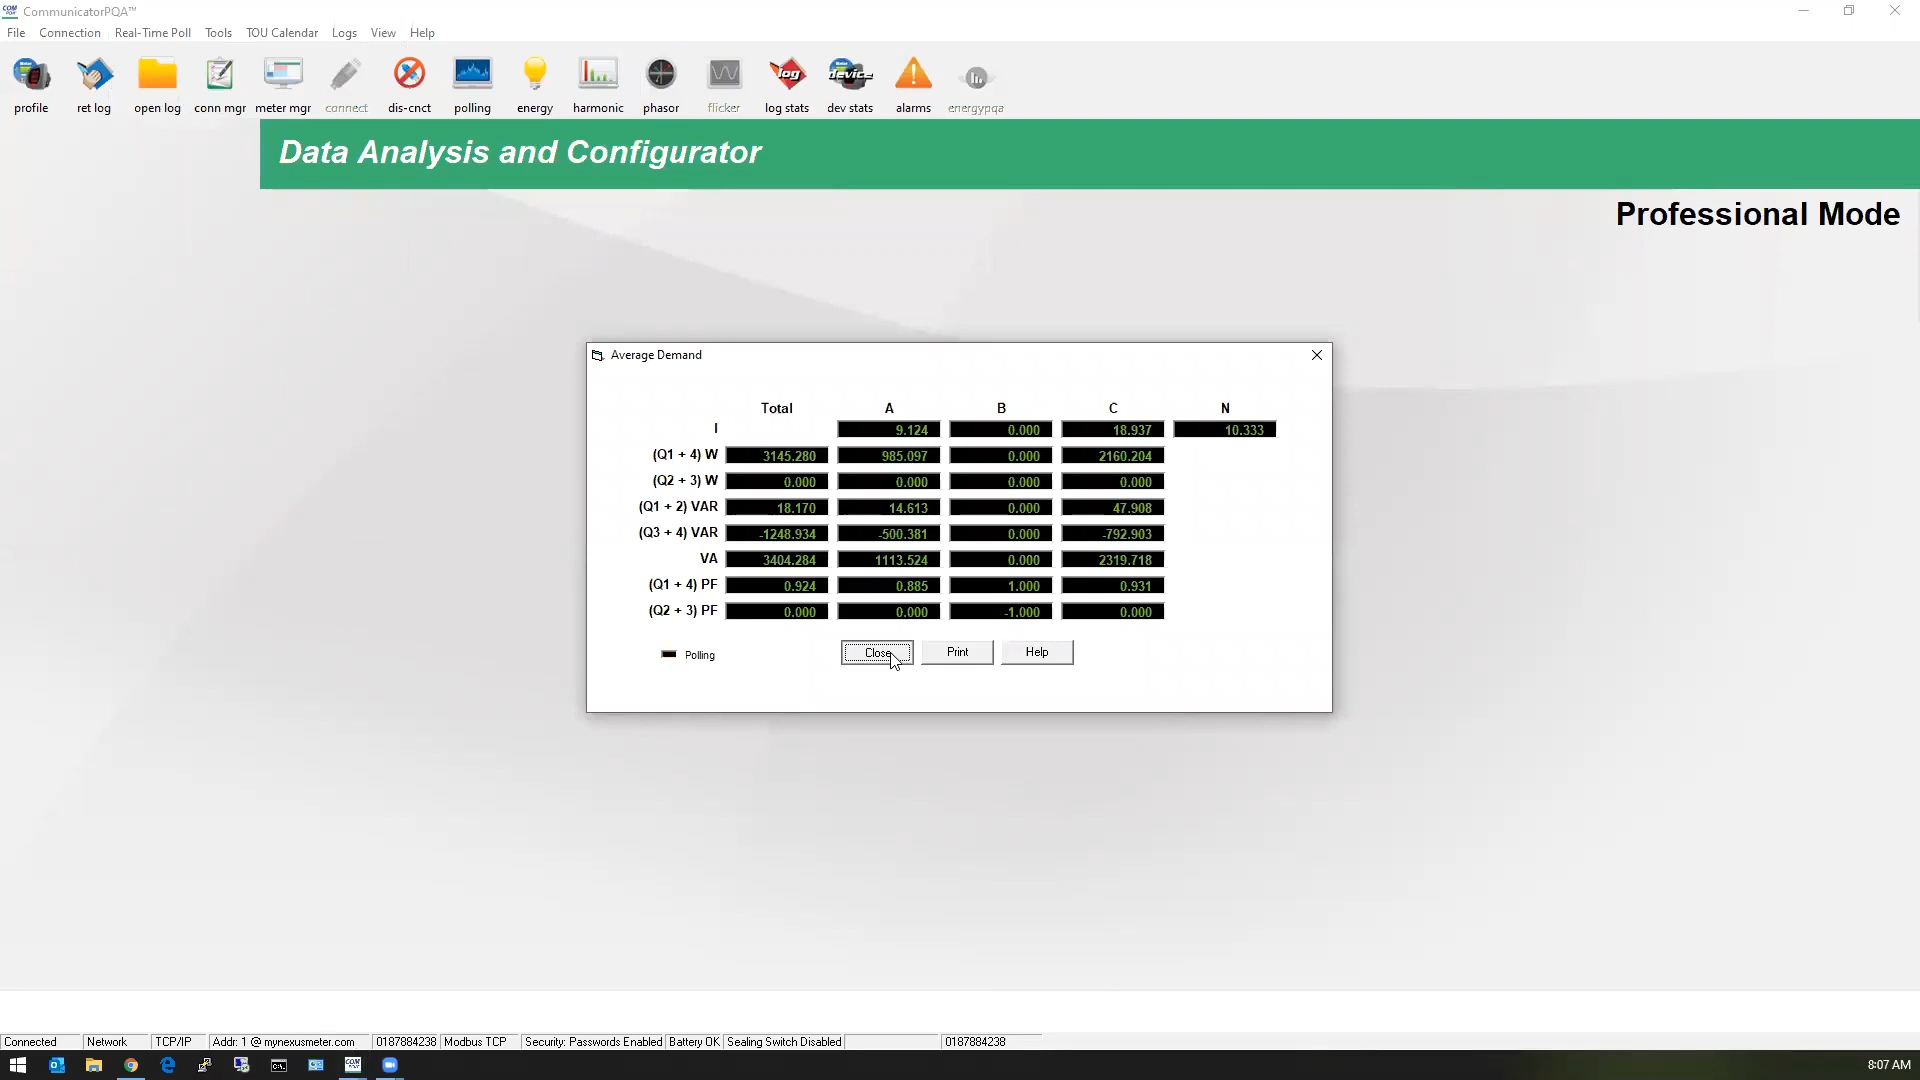 COM PQA CommunicatorPQA™
File Connection Real-Time Poll Tools TOU Calendar Logs View Help
log device
profile ret log open log conn mgr meter mgr connect dis-cnct polling energy harmonic phasor flicker log stats dev stats alarms energypqa
Data Analysis and Configurator
Professional Mode
Average Demand
Total A B C N
I 9.124 0.000 18.937 10.333
(Q1 + 4) W 3145.280 985.097 0.000 2160.204
(Q2 + 3) W 0.000 0.000 0.000 0.000
(Q1 + 2) VAR 18.170 14.613 0.000 47.908
(Q3 + 4) VAR -1248.934 -500.381 0.000 -792.903
VA 3404.284 1113.524 0.000 2319.718
(Q1 + 4) PF 0.924 0.885 1.000 0.931
(Q2 + 3) PF 0.000 0.000 -1.000 0.000
Polling Close Print Help
Connected Network TCP/IP Addr: 1 @ mynexusmeter.com 0187884238 Modbus TCP Security: Passwords Enabled Battery OK Sealing Switch Disabled 0187884238
8:07 AM